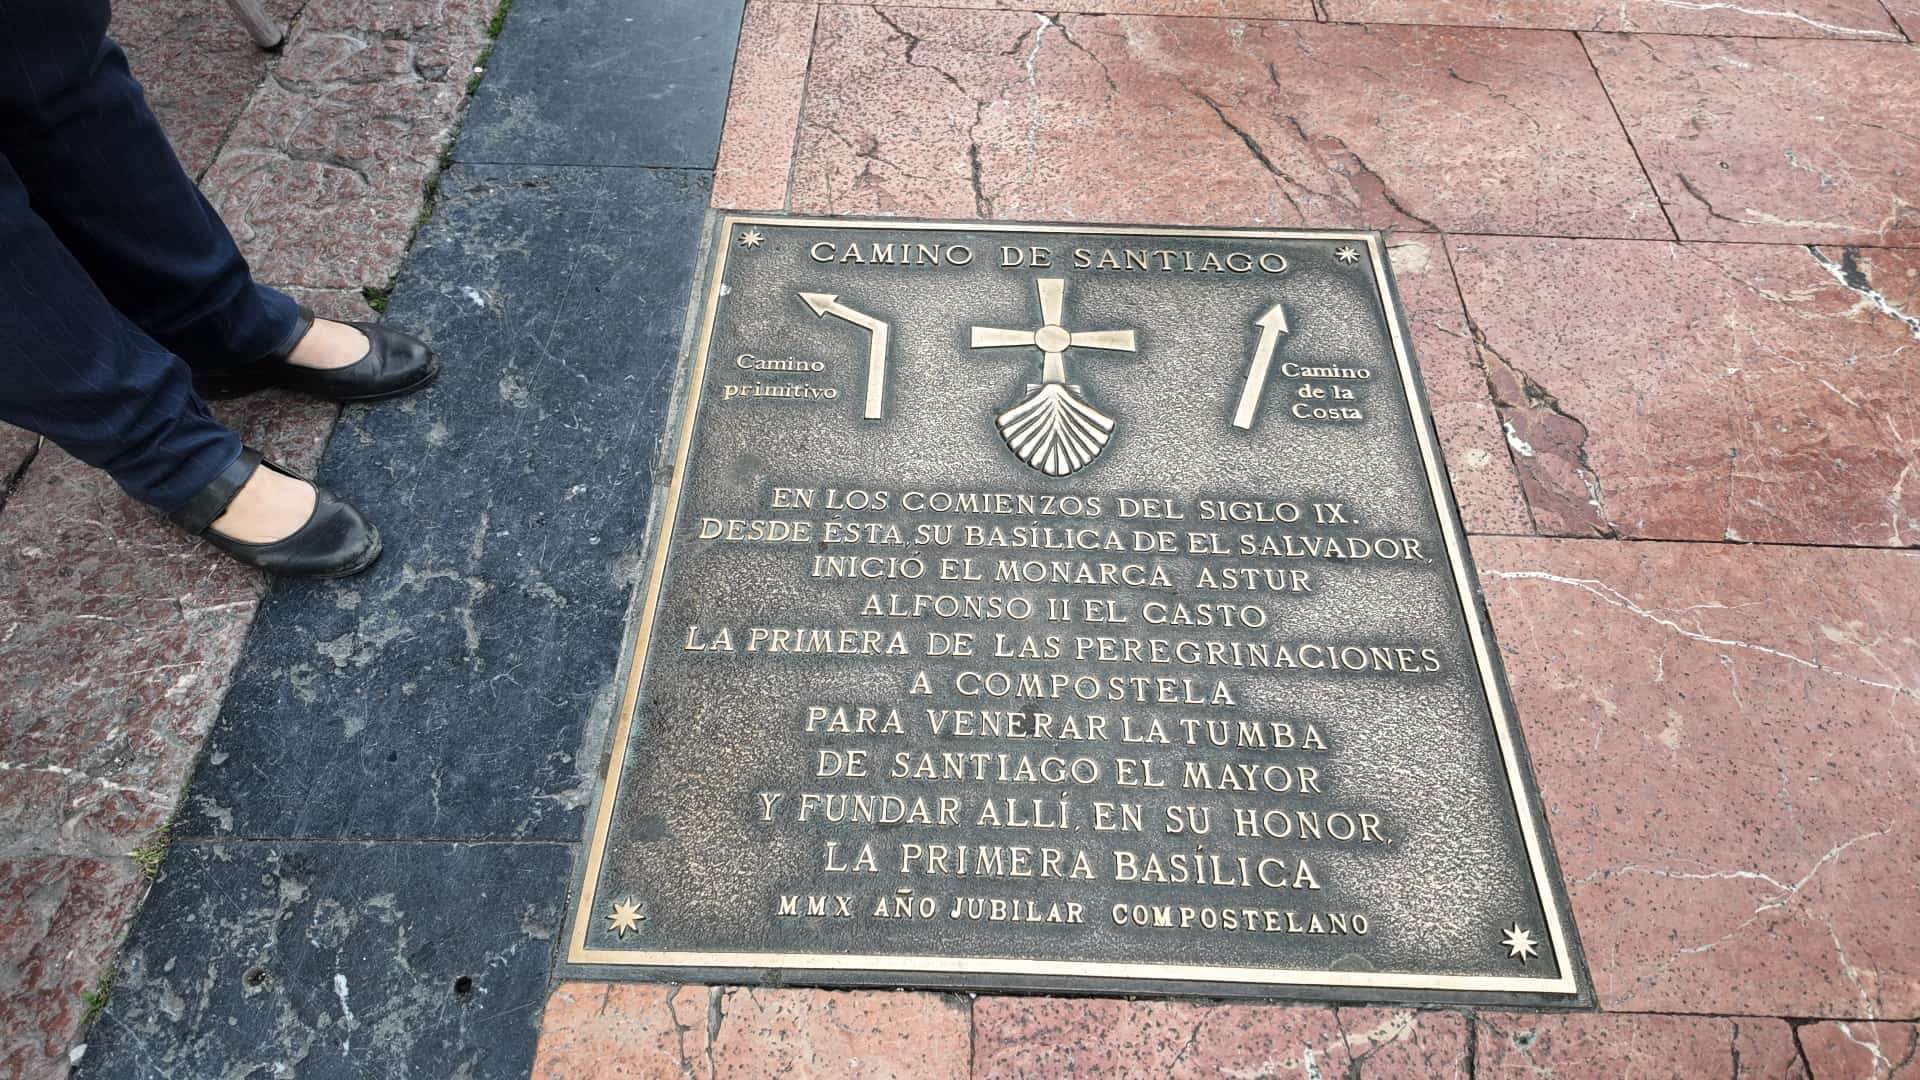 CAMINO DE SANTIAGO
Camino
primitivo
Camino
de la
Costa
EN LOS COMIENZOS DEL SIGLO IX.
DESDE ÉSTA, SU BASÍLICA DE EL SALVADOR,
INICIÓ EL MONARCA ASTUR
ALFONSO II EL CASTO
LA PRIMERA DE LAS PEREGRINACIONES
A COMPOSTELA
PARA VENERAR LA TUMBA
DE SANTIAGO EL MAYOR
Y FUNDAR ALLÍ, EN SU HONOR,
LA PRIMERA BASÍLICA
MMX AÑO JUBILAR COMPOSTELANO